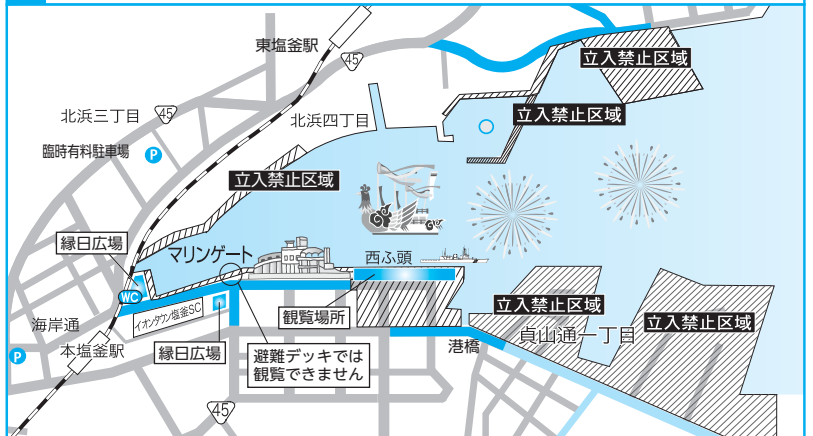 東塩釜駅
45
立入禁止区域
北浜三丁目
45
北浜四丁目
立入禁止区域
臨時有料駐車場
P
立入禁止区域
縁日広場
マリンゲート
西ふ頭
WC
イオンタウン塩釜SC
観覧場所
立入禁止区域
立入禁止区域
海岸通
貞山通一丁目
本塩釜駅
P
縁日広場
避難デッキでは
観覧できません
港橋
45